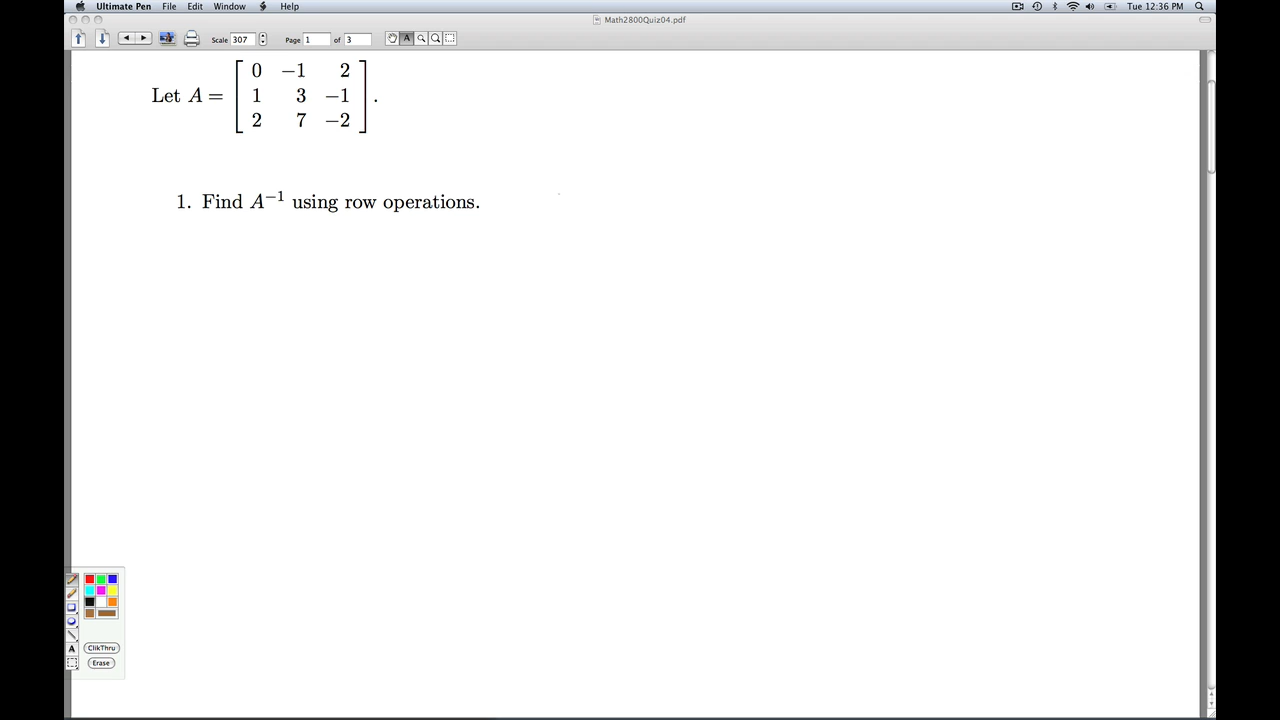 Ultimate Pen File Edit Window Help Tue 12:36 PM
Math2800Quiz04.pdf
Scale 307 Page 1 of 3 A
Let A = [ 0 −1 2
1 3 −1
2 7 −2 ] .
1. Find A⁻¹ using row operations.
A
ClikThru
Erase